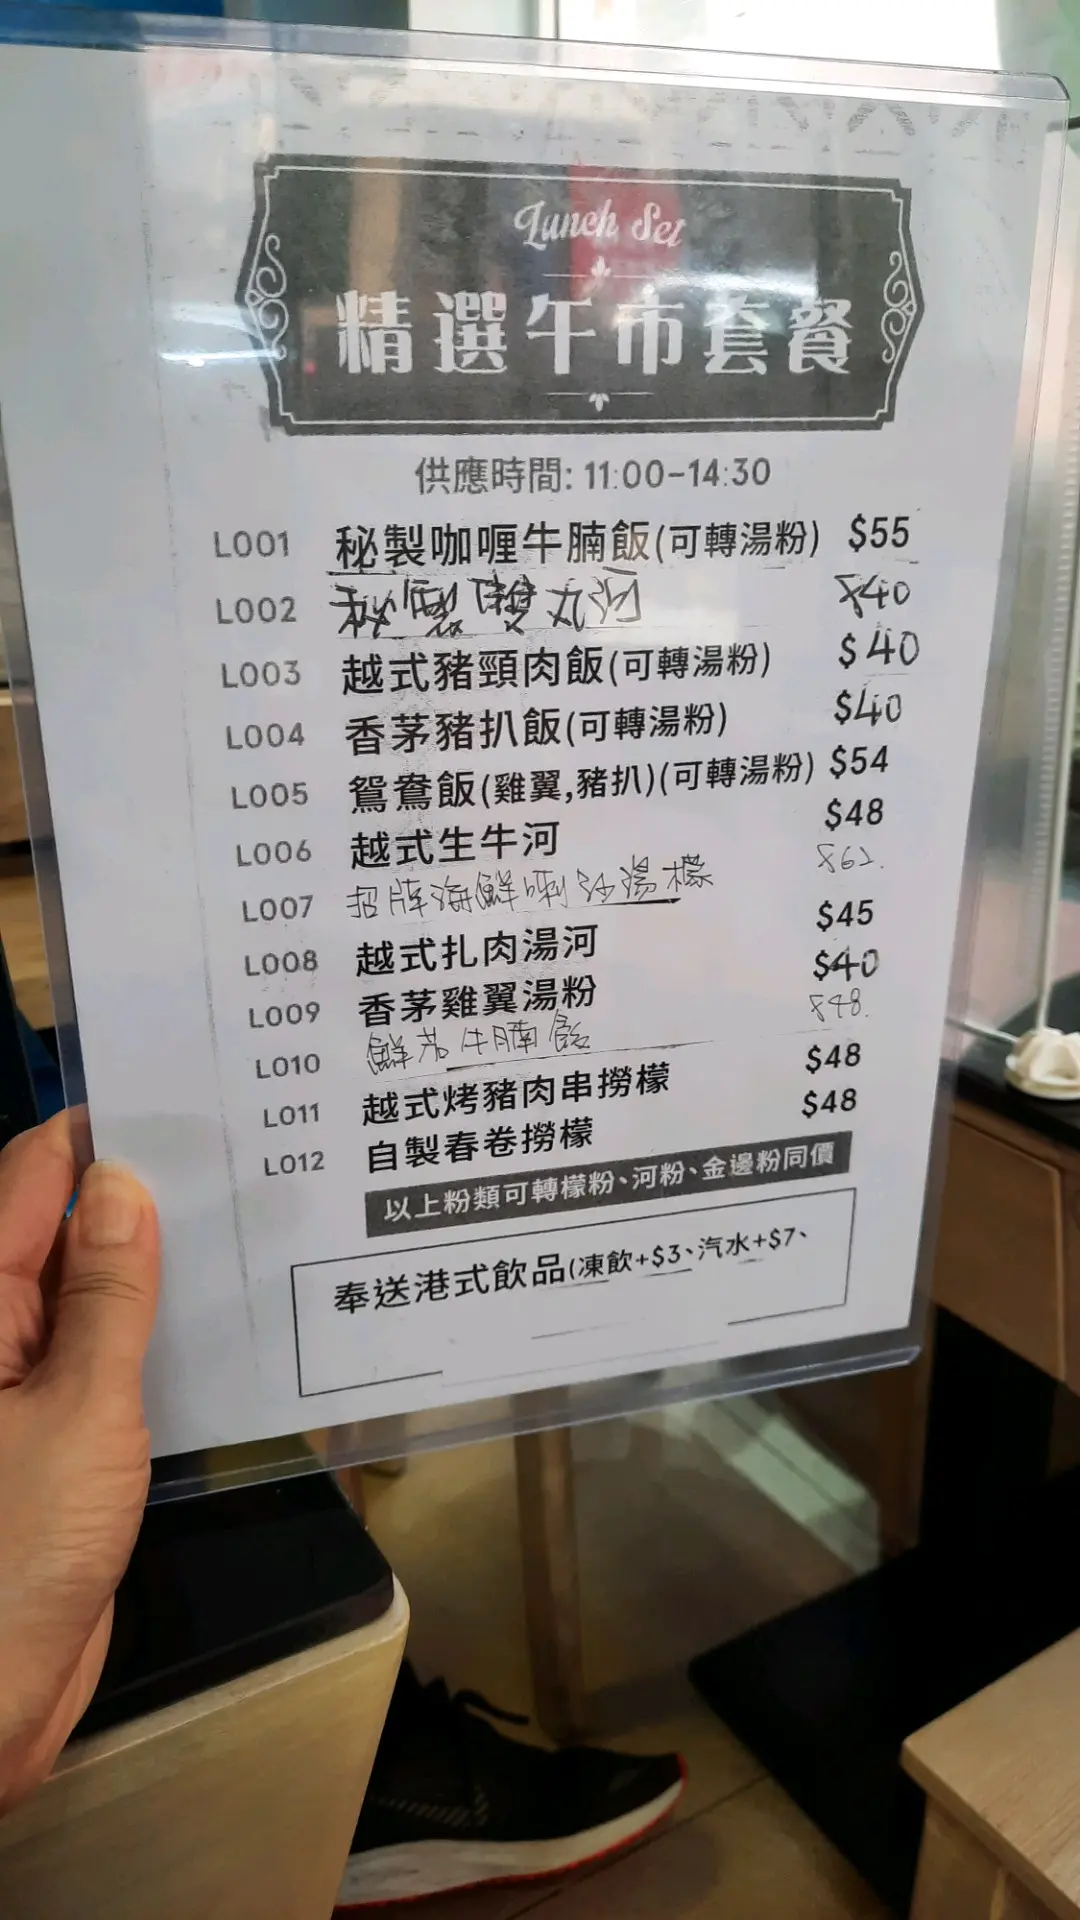 Lunch Set
精選午市套餐
供應時間: 11:00-14:30
L001 秘製咖喱牛腩飯(可轉湯粉) $55
L002 秘製雙丸河 $40
L003 越式豬頸肉飯(可轉湯粉) $40
L004 香茅豬扒飯(可轉湯粉) $40
L005 鴛鴦飯(雞翼,豬扒)(可轉湯粉) $54
L006 越式生牛河 $48
L007 招牌海鮮喇沙湯檬 $62.
L008 越式扎肉湯河 $45
L009 香茅雞翼湯粉 $40
L010 鮮茄牛腩飯 $48.
L011 越式烤豬肉串撈檬 $48
L012 自製春卷撈檬 $48
以上粉類可轉檬粉、河粉、金邊粉同價
奉送港式飲品(凍飲+$3、汽水+$7、